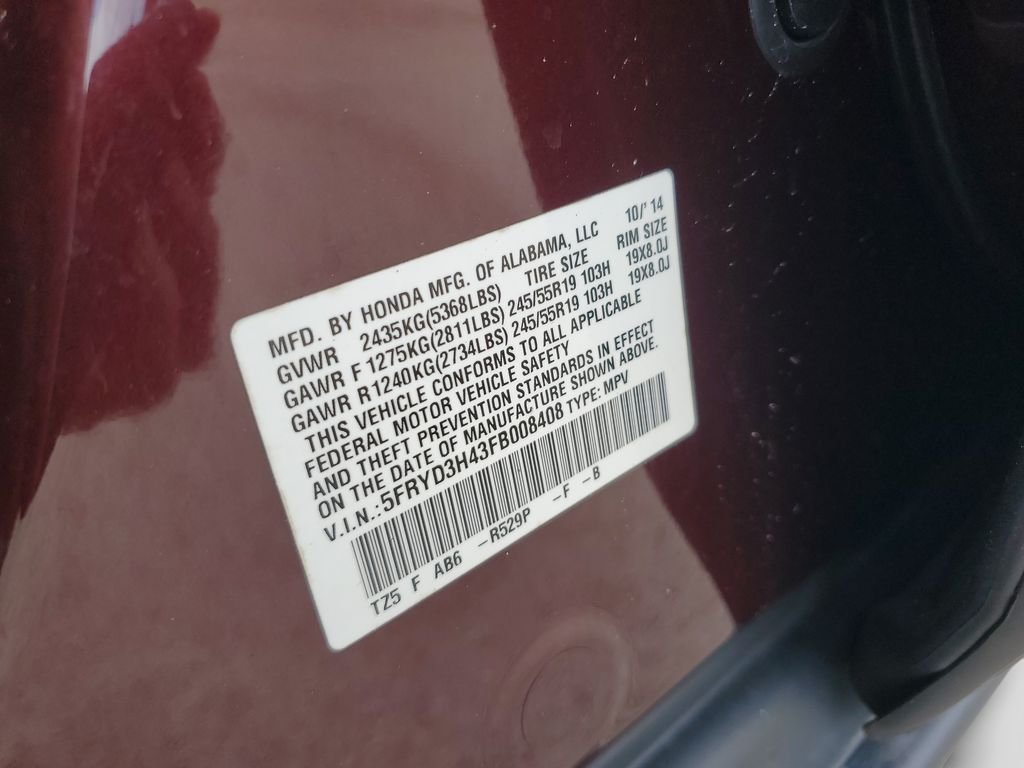 MFD. BY HONDA MFG. OF ALABAMA, LLC 10/'14
GVWR 2435KG(5368LBS) TIRE SIZE RIM SIZE
GAWR F 1275KG(2811LBS) 245/55R19 103H 19X8.0J
GAWR R1240KG(2734LBS) 245/55R19 103H 19X8.0J
THIS VEHICLE CONFORMS TO ALL APPLICABLE
FEDERAL MOTOR VEHICLE SAFETY
AND THEFT PREVENTION STANDARDS IN EFFECT
ON THE DATE OF MANUFACTURE SHOWN ABOVE.
V.I.N.:5FRYD3H43FB008408 TYPE: MPV
TZ5 F AB6 -R529P -F -B